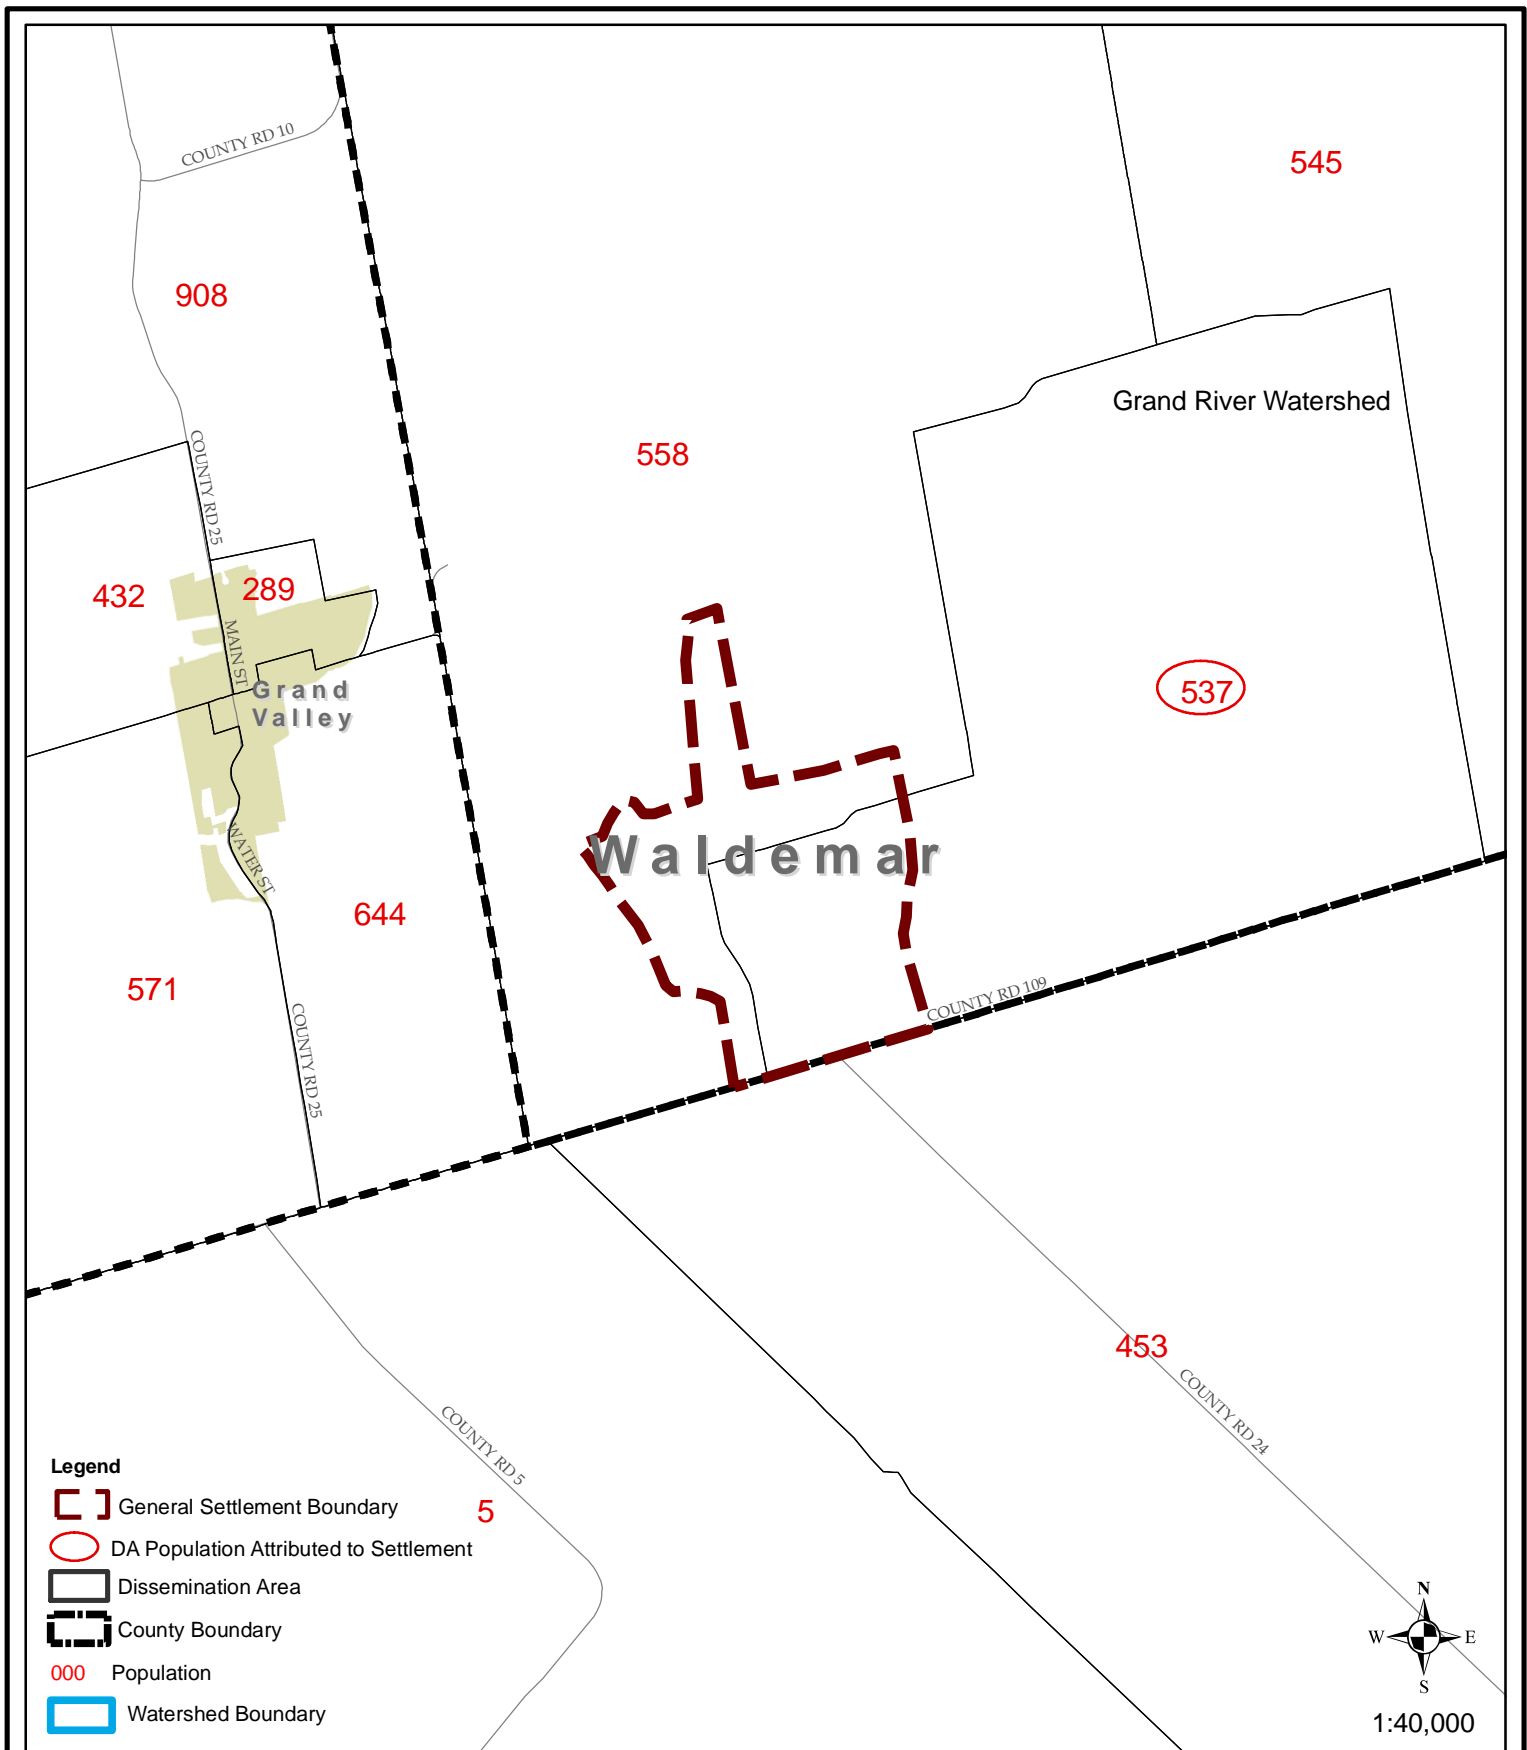 COUNTY RD 10
545
908
Grand River Watershed
COUNTY RD 25
558
432
289
MAIN ST
Grand
Valley
537
WATER ST
Waldemar
644
571
COUNTY RD 109
COUNTY RD 25
453
COUNTY RD 24
COUNTY RD 5
5
Legend
General Settlement Boundary
DA Population Attributed to Settlement
Dissemination Area
County Boundary
000 Population
Watershed Boundary
N
W E
S
1:40,000